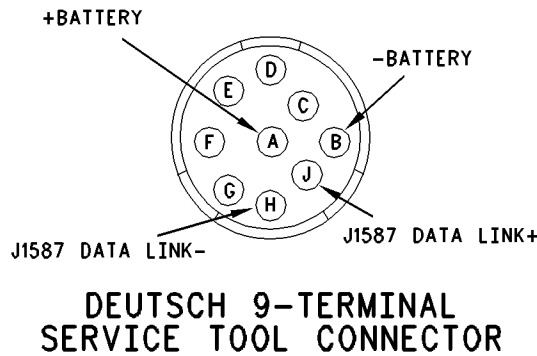 +BATTERY
-BATTERY
D
E
C
F
A
B
J
G
H
J1587 DATA LINK-
J1587 DATA LINK+
DEUTSCH 9-TERMINAL
SERVICE TOOL CONNECTOR